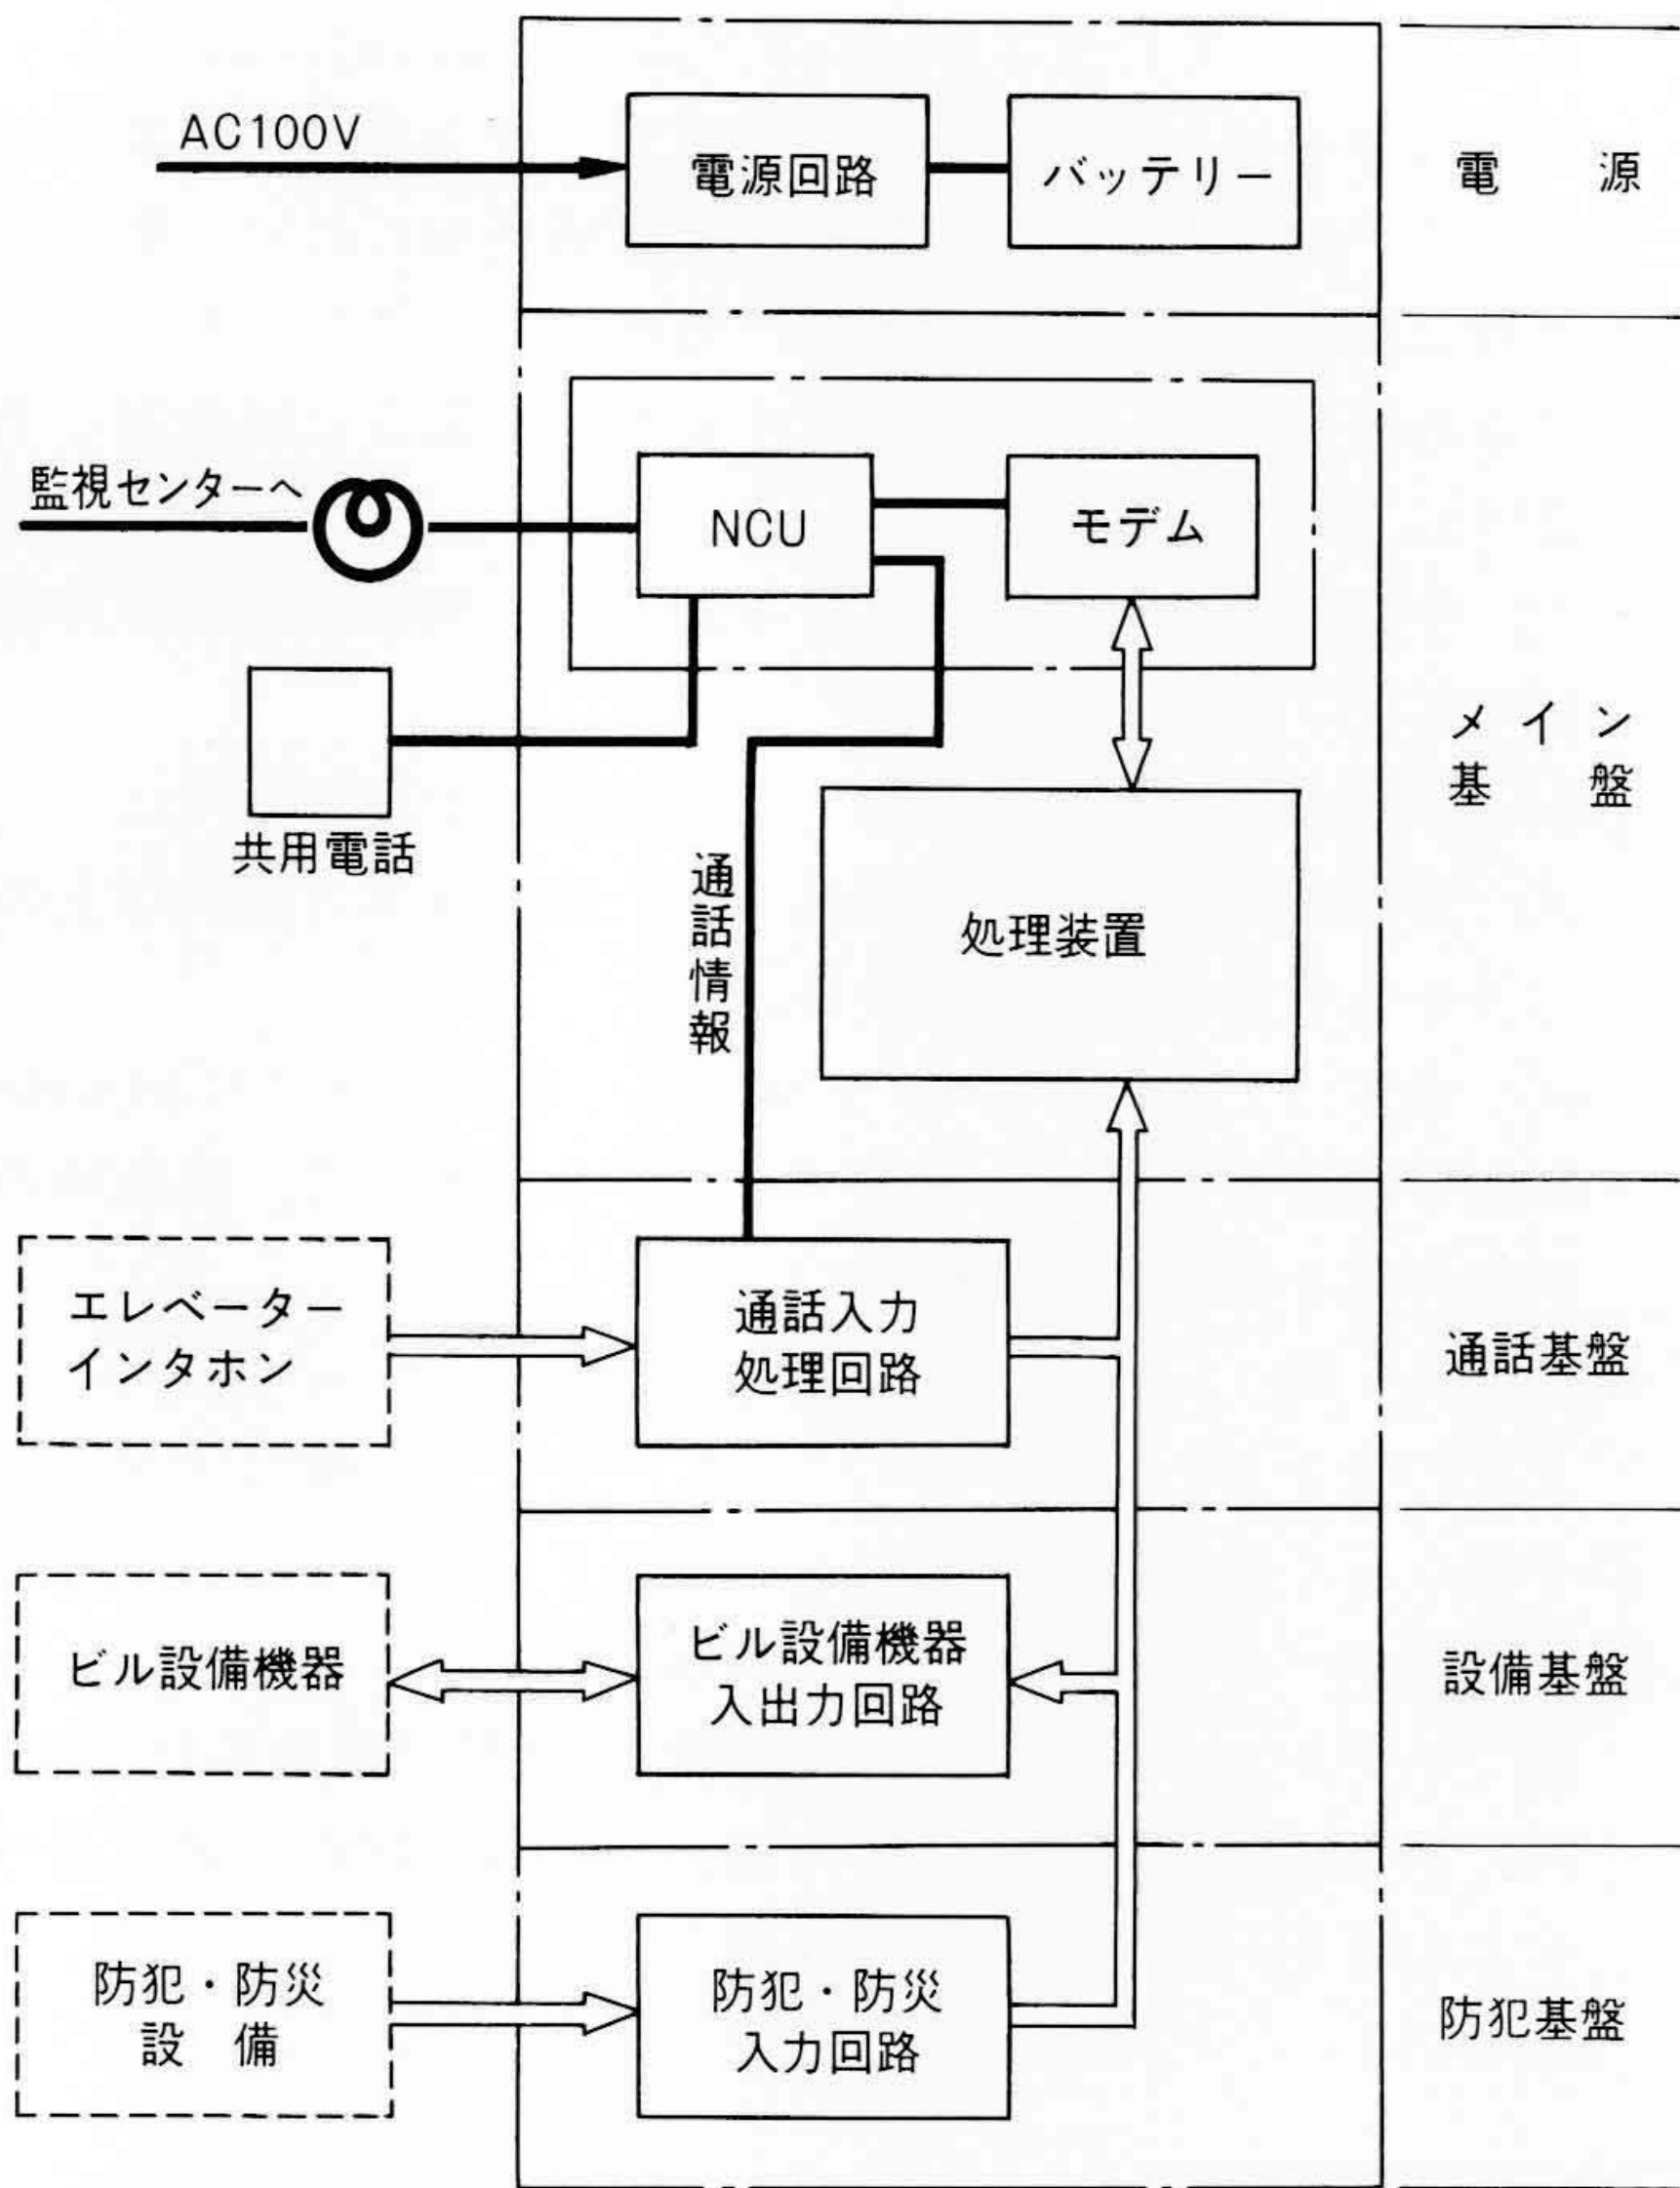 AC100V
電源回路
バッテリー
電 源
監視センターへ
NCU
モデム
共用電話
通話情報
処理装置
メイン
基 盤
エレベーター
インタホン
通話入力
処理回路
通話基盤
ビル設備機器
ビル設備機器
入出力回路
設備基盤
防犯・防災
設 備
防犯・防災
入力回路
防犯基盤